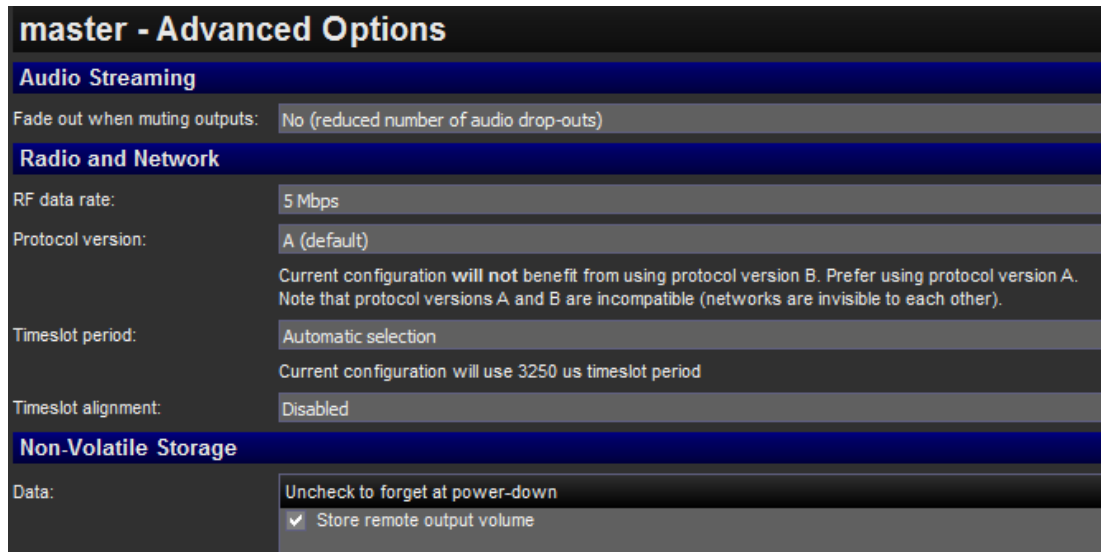 master - Advanced Options
Audio Streaming
Fade out when muting outputs: No (reduced number of audio drop-outs)
Radio and Network
RF data rate: 5 Mbps
Protocol version: A (default)
Current configuration will not benefit from using protocol version B. Prefer using protocol version A.
Note that protocol versions A and B are incompatible (networks are invisible to each other).
Timeslot period: Automatic selection
Current configuration will use 3250 us timeslot period
Timeslot alignment: Disabled
Non-Volatile Storage
Data: Uncheck to forget at power-down
Store remote output volume